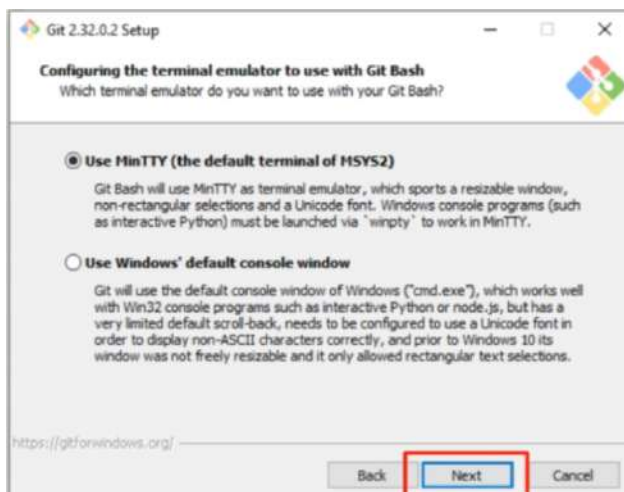 Git 2.32.0.2 Setup
Configuring the terminal emulator to use with Git Bash
Which terminal emulator do you want to use with your Git Bash?
Use MinTTY (the default terminal of MSYS2)
Git Bash will use MinTTY as terminal emulator, which sports a resizable window,
non-rectangular selections and a Unicode font. Windows console programs (such
as interactive Python) must be launched via `winpty` to work in MinTTY.
Use Windows' default console window
Git will use the default console window of Windows ("cmd.exe"), which works well
with Win32 console programs such as interactive Python or node.js, but has a
very limited default scroll-back, needs to be configured to use a Unicode font in
order to display non-ASCII characters correctly, and prior to Windows 10 its
window was not freely resizable and it only allowed rectangular text selections.
https://gitforwindows.org/
Back Next Cancel